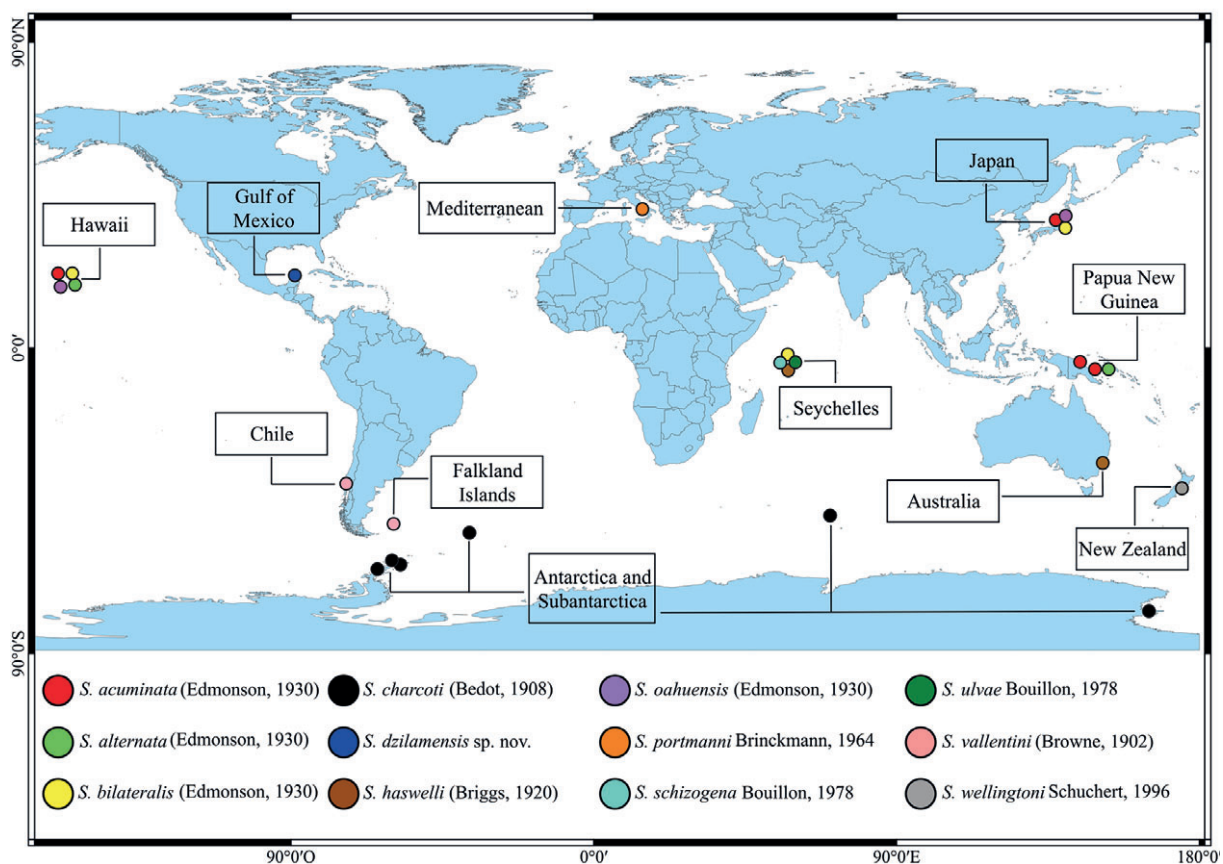 90°0′N
Japan
Gulf of
Mexico
Mediterranean
Hawaii
Papua New
Guinea
0°0′
Seychelles
Chile
Falkland
Islands
Australia
New Zealand
Antarctica and
Subantarctica
90°0′S
S. acuminata (Edmonson, 1930)
S. charcoti (Bedot, 1908)
S. oahuensis (Edmonson, 1930)
S. ulvae Bouillon, 1978
S. alternata (Edmonson, 1930)
S. dzilamensis sp. nov.
S. portmanni Brinckmann, 1964
S. vallentini (Browne, 1902)
S. bilateralis (Edmonson, 1930)
S. haswelli (Briggs, 1920)
S. schizogena Bouillon, 1978
S. wellingtoni Schuchert, 1996
90°0′O
0°0′
90°0′E